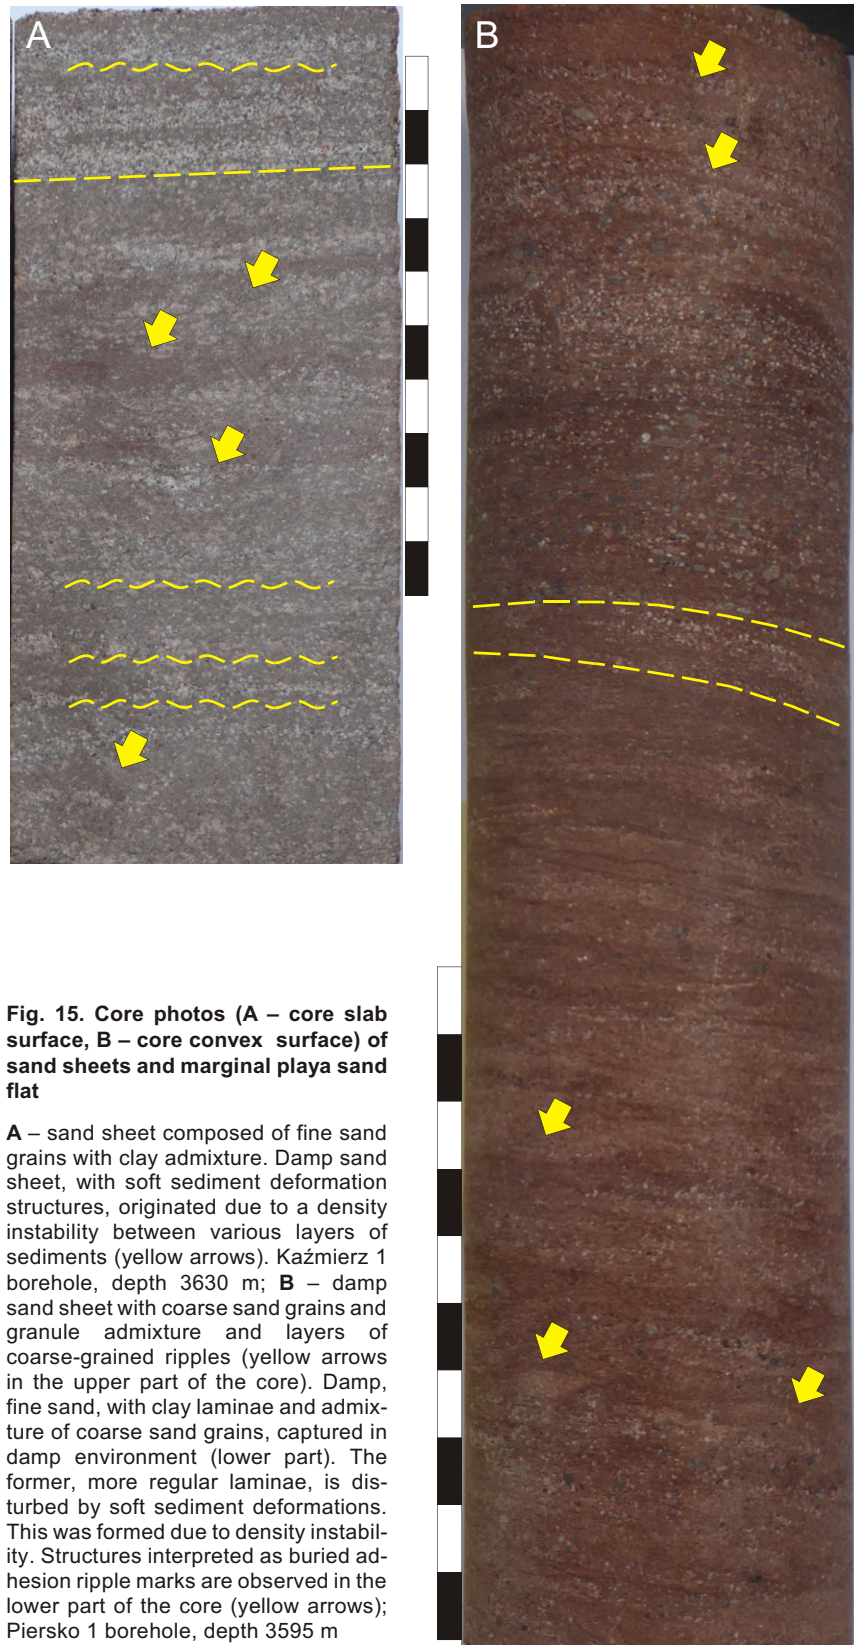 A
B
Fig. 15. Core photos (A – core slab
surface, B – core convex surface) of
sand sheets and marginal playa sand
flat
A – sand sheet composed of fine sand
grains with clay admixture. Damp sand
sheet, with soft sediment deformation
structures, originated due to a density
instability between various layers of
sediments (yellow arrows). Kaźmierz 1
borehole, depth 3630 m; B – damp
sand sheet with coarse sand grains and
granule admixture and layers of
coarse-grained ripples (yellow arrows
in the upper part of the core). Damp,
fine sand, with clay laminae and admix-
ture of coarse sand grains, captured in
damp environment (lower part). The
former, more regular laminae, is dis-
turbed by soft sediment deformations.
This was formed due to density instabil-
ity. Structures interpreted as buried ad-
hesion ripple marks are observed in the
lower part of the core (yellow arrows);
Piersko 1 borehole, depth 3595 m